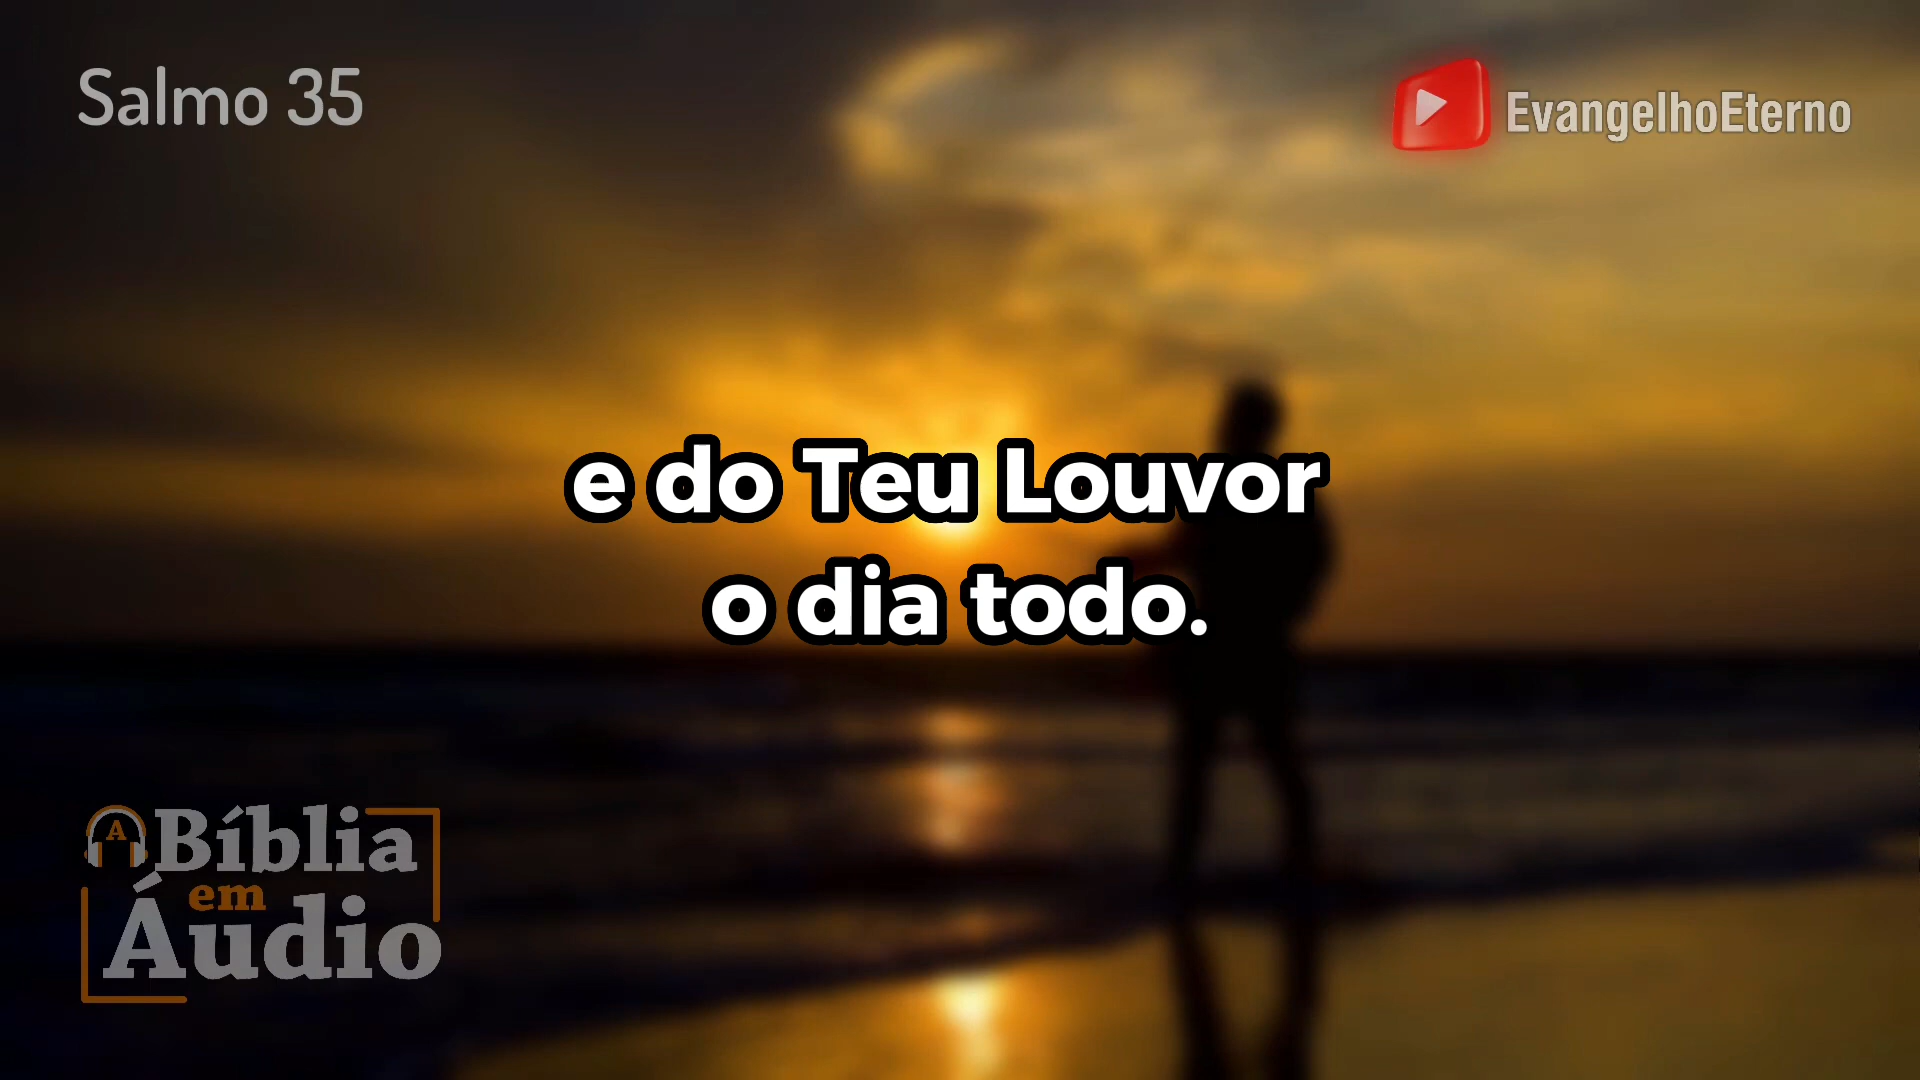 Salmo 35
EvangelhoEterno
e do Teu Louvor
o dia todo.
A
Bíblia
em
Áudio